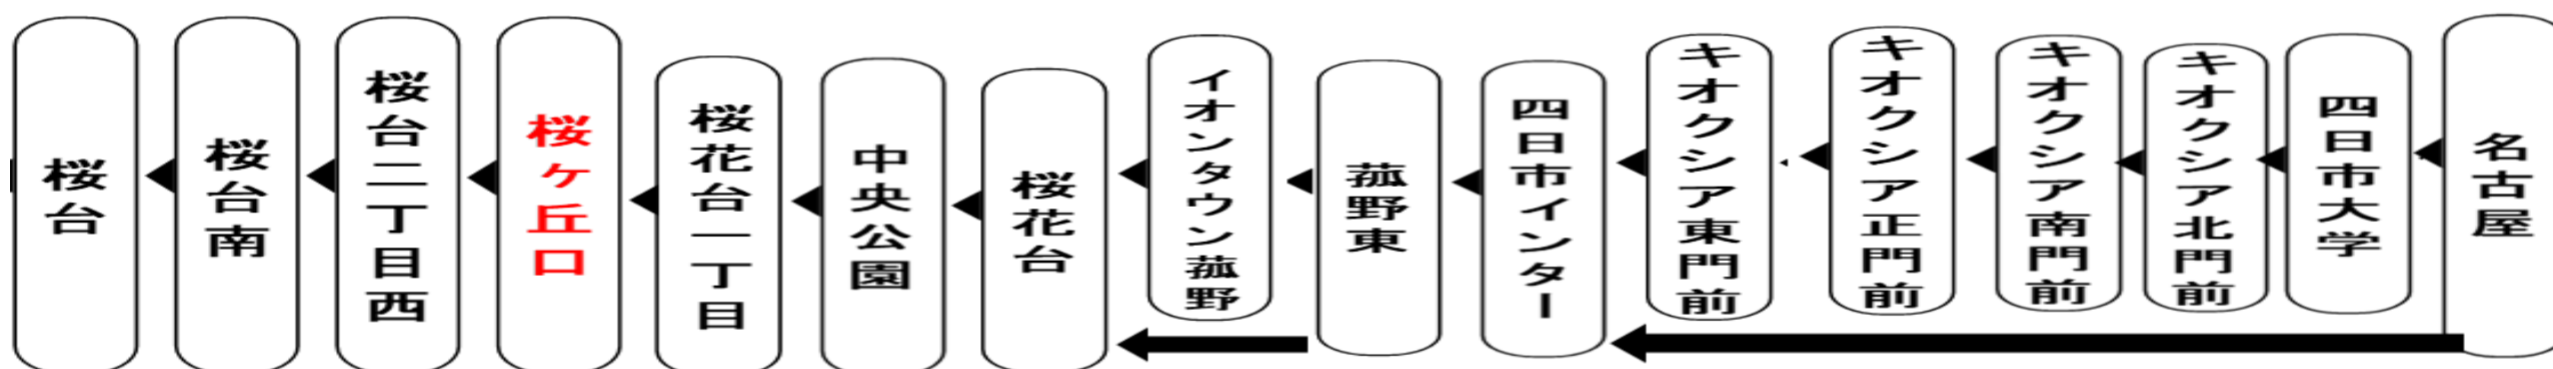 名古屋
四日市大学
キオクシア北門前
キオクシア南門前
キオクシア正門前
キオクシア東門前
四日市インター
菰野東
イオンタウン菰野
桜花台
中央公園
桜花台一丁目
桜ヶ丘口
桜台二丁目西
桜台南
桜台